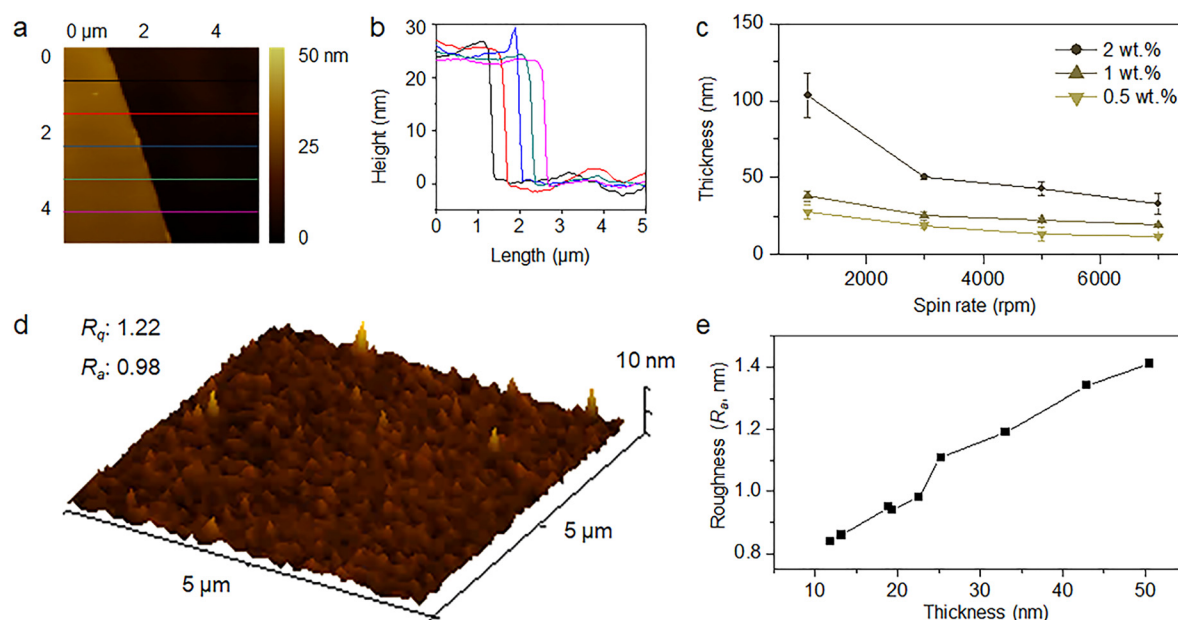 a
0 µm 2 4
0
2
4
50 nm
25
0
b
30
20
10
0
Height (nm)
0 1 2 3 4 5
Length (µm)
c
150
100
50
0
Thickness (nm)
2 wt.%
1 wt.%
0.5 wt.%
2000 4000 6000
Spin rate (rpm)
d
Rq: 1.22
Ra: 0.98
10 nm
5 µm
5 µm
e
1.4
1.2
1.0
0.8
Roughness (Ra, nm)
10 20 30 40 50
Thickness (nm)